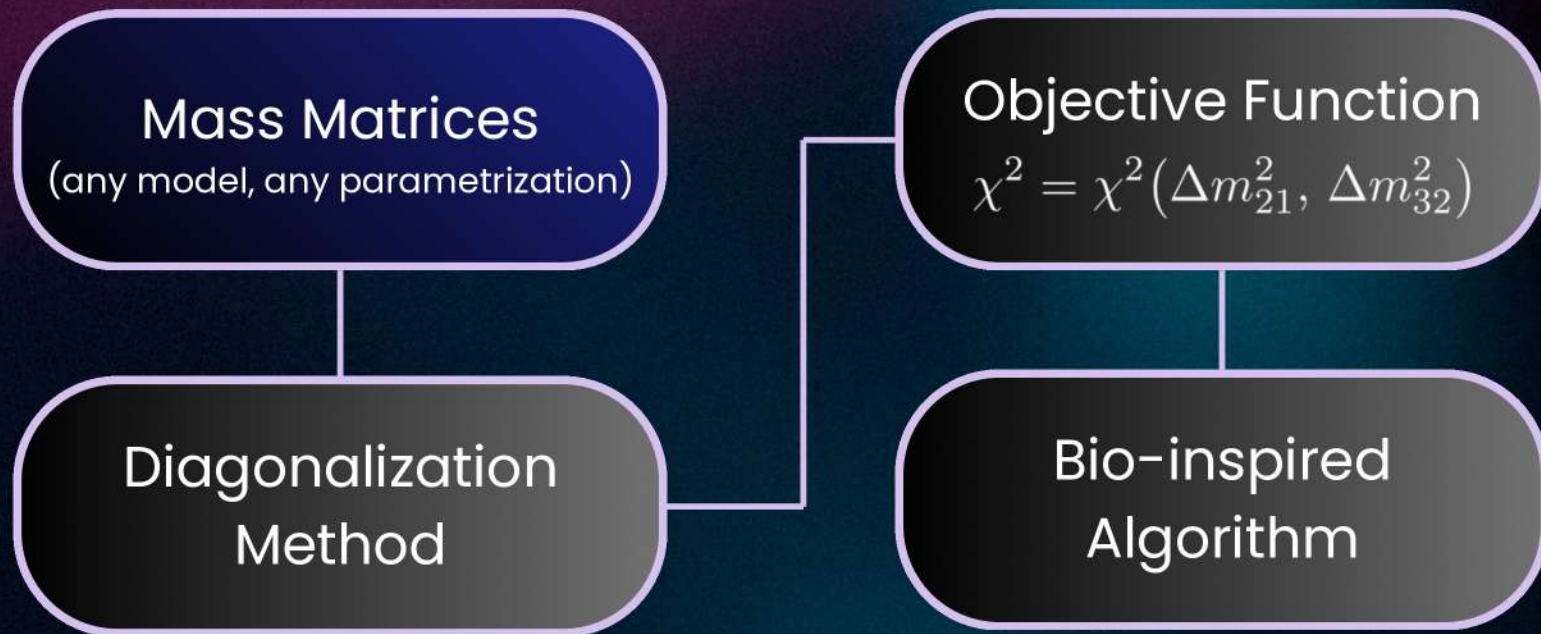 Mass Matrices
(any model, any parametrization)
Diagonalization
Method
Objective Function
χ² = χ²(Δm²₂₁, Δm²₃₂)
Bio-inspired
Algorithm